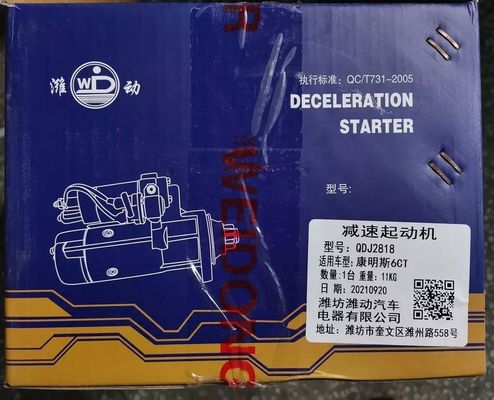 潍 WD 动
执行标准：QC/T731-2005
DECELERATION
STARTER
型号：
减速起动机
型号：QDJ2818
适用车型：康明斯6CT
数量：1台 重量：11KG
日 期：20210920
潍坊潍动汽车
电器有限公司
地址：潍坊市奎文区潍州路558号
WEIDONG